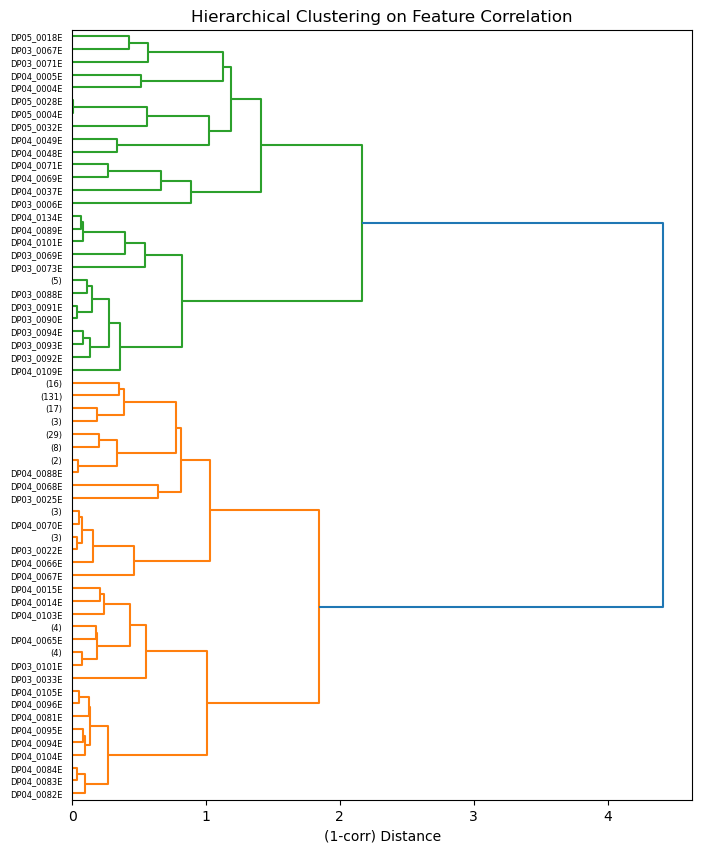 Hierarchical Clustering on Feature Correlation
DP05_0018E
DP03_0067E
DP03_0071E
DP04_0005E
DP04_0004E
DP05_0028E
DP05_0004E
DP05_0032E
DP04_0049E
DP04_0048E
DP04_0071E
DP04_0069E
DP04_0037E
DP03_0006E
DP04_0134E
DP04_0089E
DP04_0101E
DP03_0069E
DP03_0073E
(5)
DP03_0088E
DP03_0091E
DP03_0090E
DP03_0094E
DP03_0093E
DP03_0092E
DP04_0109E
(16)
(131)
(17)
(3)
(29)
(8)
(2)
DP04_0088E
DP04_0068E
DP03_0025E
(3)
DP04_0070E
(3)
DP03_0022E
DP04_0066E
DP04_0067E
DP04_0015E
DP04_0014E
DP04_0103E
(4)
DP04_0065E
(4)
DP03_0101E
DP03_0033E
DP04_0105E
DP04_0096E
DP04_0081E
DP04_0095E
DP04_0094E
DP04_0104E
DP04_0084E
DP04_0083E
DP04_0082E
0 1 2 3 4
(1-corr) Distance